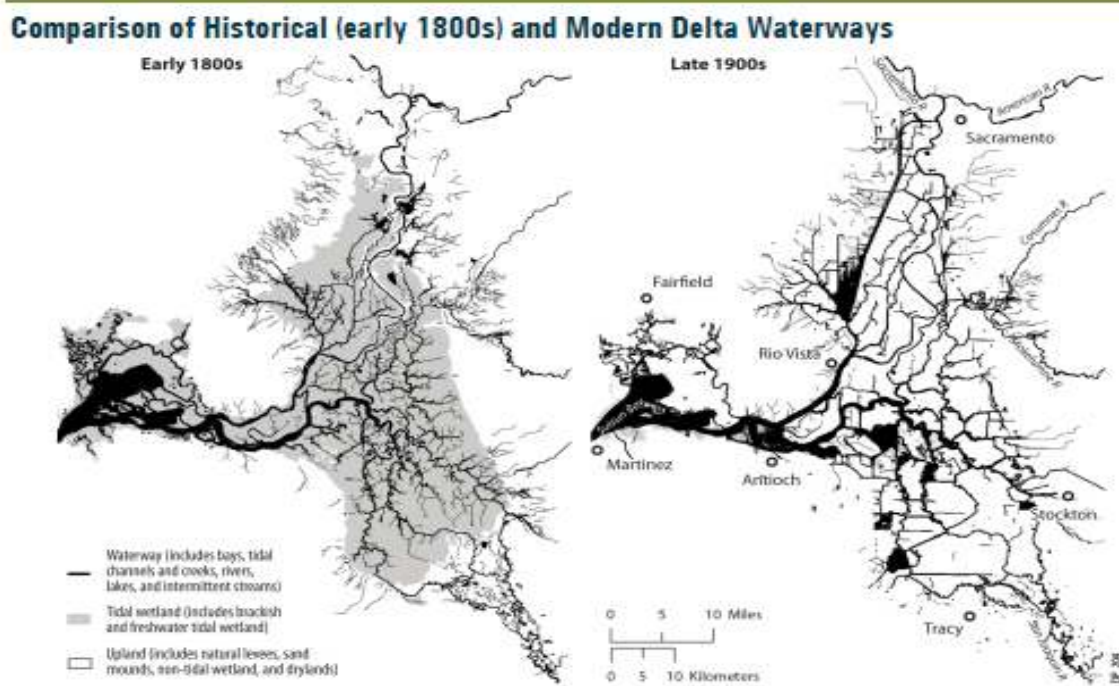 Comparison of Historical (early 1800s) and Modern Delta Waterways
Early 1800s
Late 1900s
American R
Sacramento
Cosumnes R
Fairfield
Rio Vista
Martinez
Antioch
Stockton
Tracy
Waterway (includes bays, tidal
channels and creeks, rivers,
lakes, and intermittent streams)
Tidal wetland (includes brackish
and freshwater tidal wetland)
Upland (includes natural levees, sand
mounds, non-tidal wetland, and drylands)
0 5 10 Miles
0 5 10 Kilometers